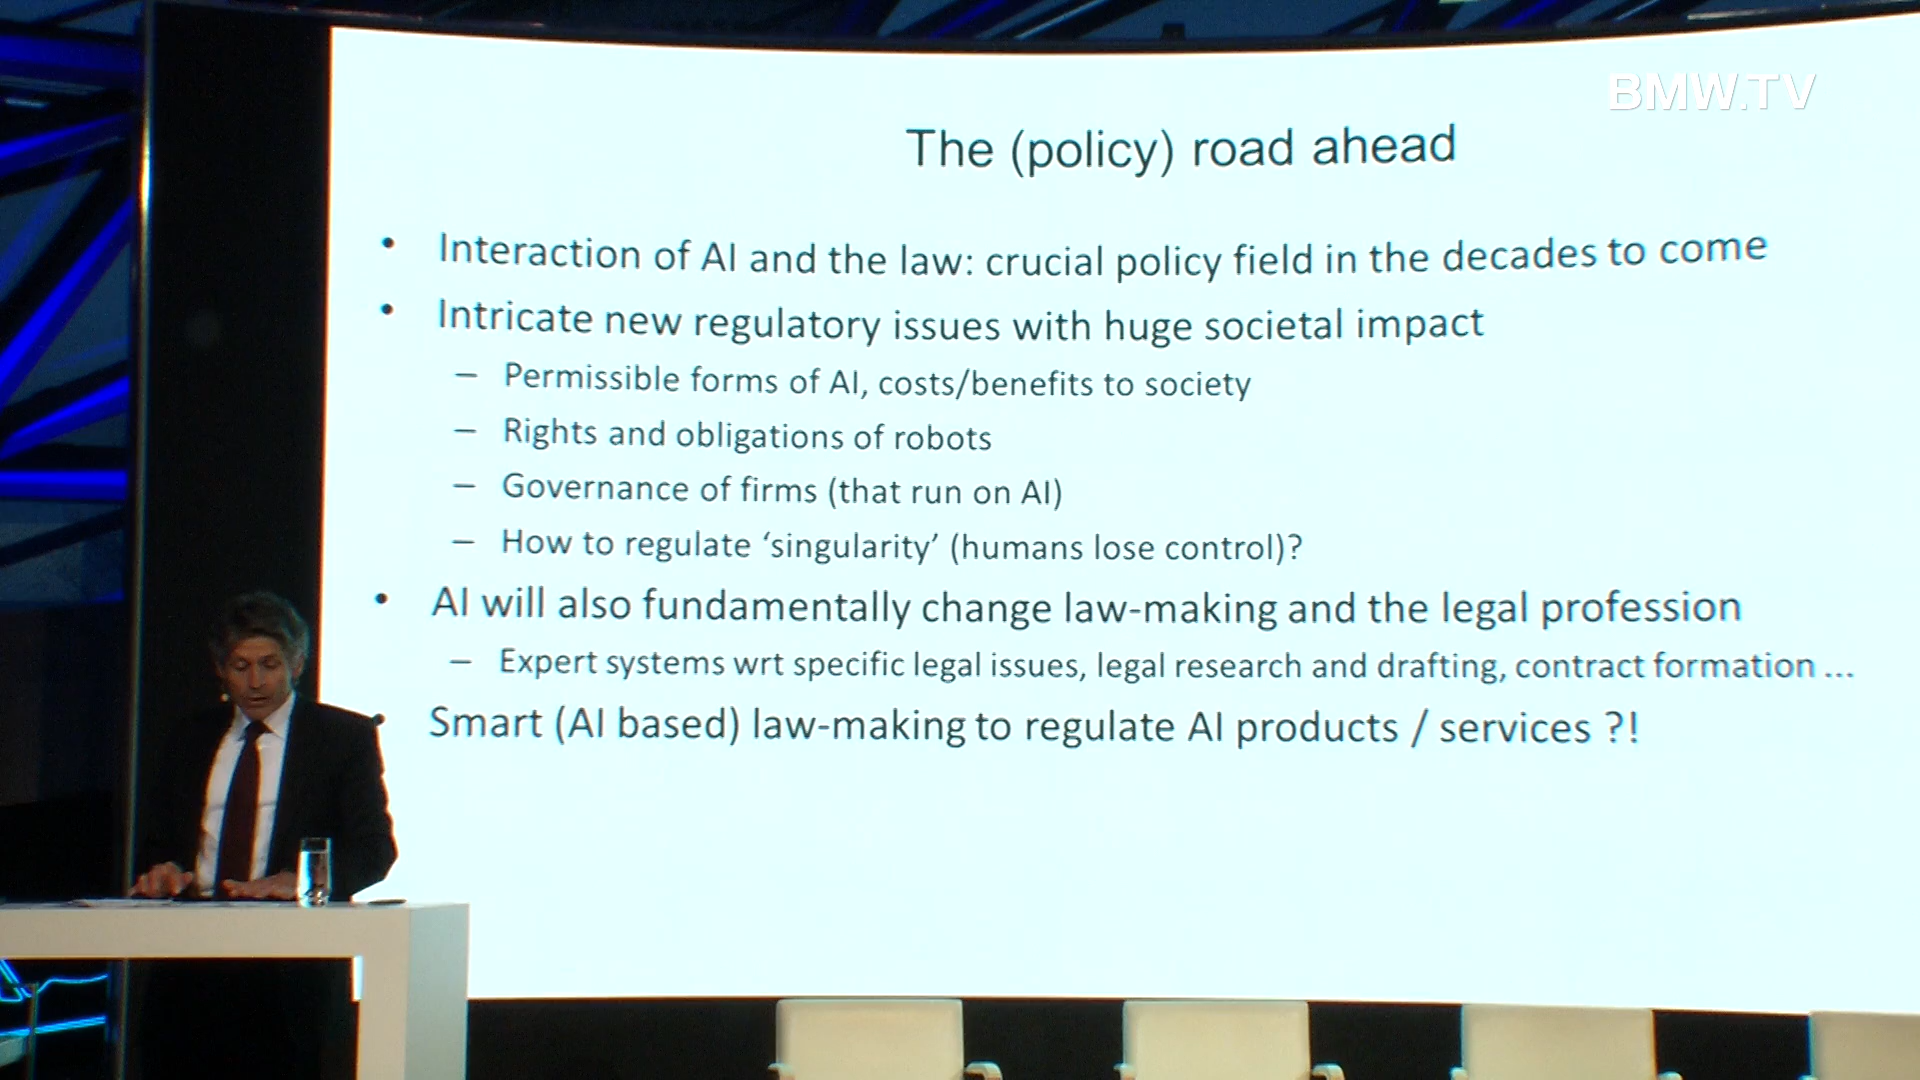 BMW.TV
The (policy) road ahead
• Interaction of AI and the law: crucial policy field in the decades to come
• Intricate new regulatory issues with huge societal impact
– Permissible forms of AI, costs/benefits to society
– Rights and obligations of robots
– Governance of firms (that run on AI)
– How to regulate ‘singularity’ (humans lose control)?
• AI will also fundamentally change law-making and the legal profession
– Expert systems wrt specific legal issues, legal research and drafting, contract formation ...
• Smart (AI based) law-making to regulate AI products / services ?!